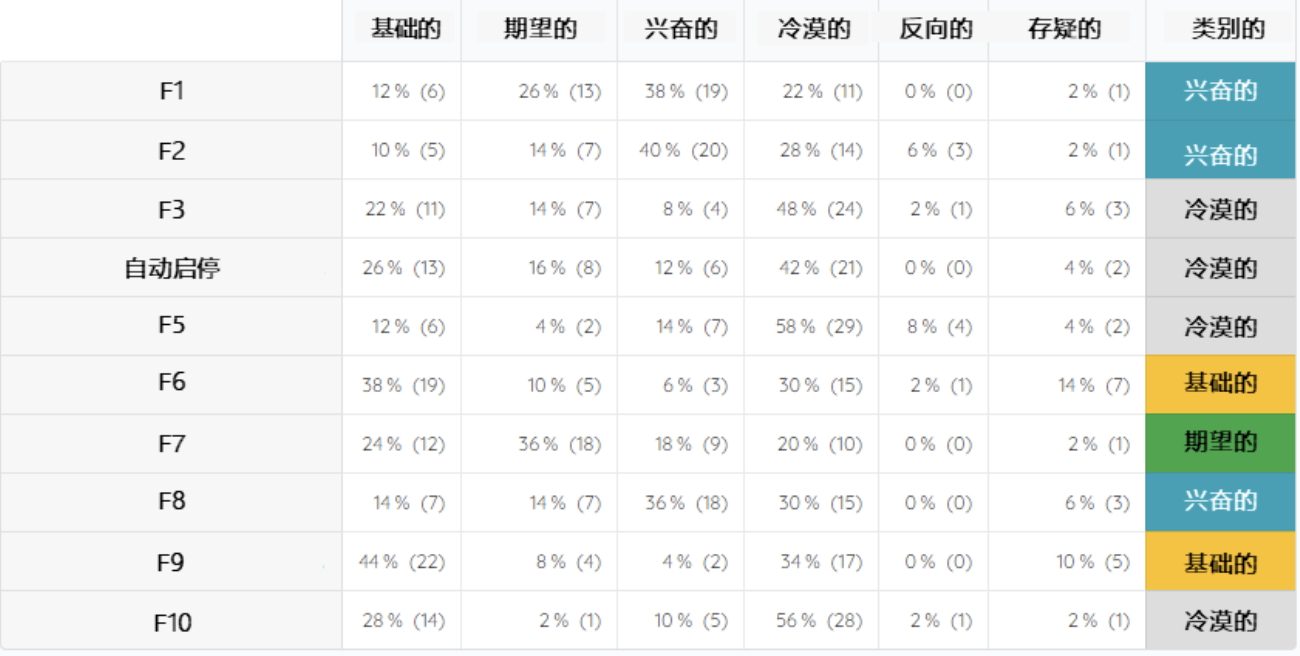 基础的 期望的 兴奋的 冷漠的 反向的 存疑的 类别的
F1 12% (6) 26% (13) 38% (19) 22% (11) 0% (0) 2% (1) 兴奋的
F2 10% (5) 14% (7) 40% (20) 28% (14) 6% (3) 2% (1) 兴奋的
F3 22% (11) 14% (7) 8% (4) 48% (24) 2% (1) 6% (3) 冷漠的
自动启停 26% (13) 16% (8) 12% (6) 42% (21) 0% (0) 4% (2) 冷漠的
F5 12% (6) 4% (2) 14% (7) 58% (29) 8% (4) 4% (2) 冷漠的
F6 38% (19) 10% (5) 6% (3) 30% (15) 2% (1) 14% (7) 基础的
F7 24% (12) 36% (18) 18% (9) 20% (10) 0% (0) 2% (1) 期望的
F8 14% (7) 14% (7) 36% (18) 30% (15) 0% (0) 6% (3) 兴奋的
F9 44% (22) 8% (4) 4% (2) 34% (17) 0% (0) 10% (5) 基础的
F10 28% (14) 2% (1) 10% (5) 56% (28) 2% (1) 2% (1) 冷漠的